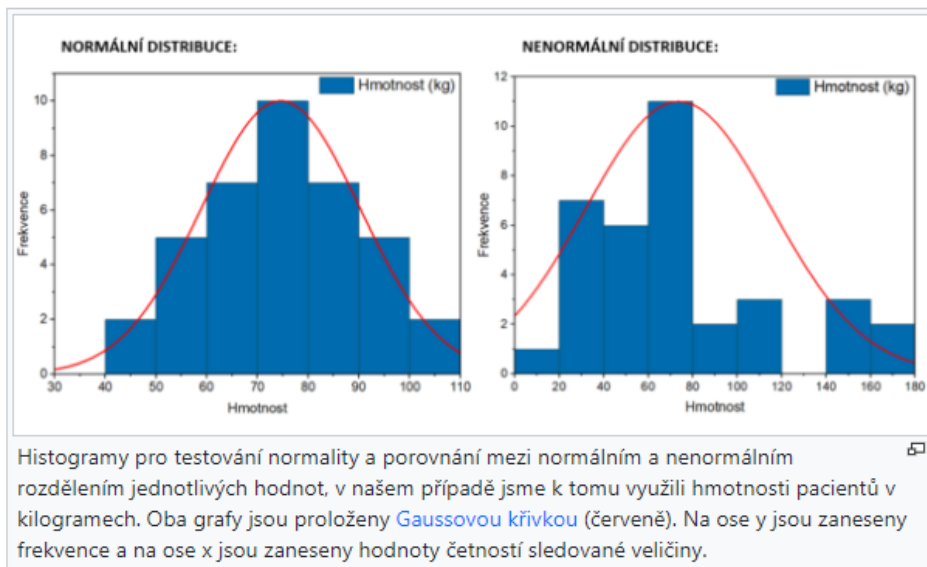 NORMÁLNÍ DISTRIBUCE:
Hmotnost (kg)
Frekvence
10
8
6
4
2
0
30 40 50 60 70 80 90 100 110
Hmotnost
NENORMÁLNÍ DISTRIBUCE:
Hmotnost (kg)
Frekvence
12
10
8
6
4
2
0
0 20 40 60 80 100 120 140 160 180
Hmotnost
Histogramy pro testování normality a porovnání mezi normálním a nenormálním
rozdělením jednotlivých hodnot, v našem případě jsme k tomu využili hmotnosti pacientů v
kilogramech. Oba grafy jsou proloženy Gaussovou křivkou (červeně). Na ose y jsou zaneseny
frekvence a na ose x jsou zaneseny hodnoty četností sledované veličiny.